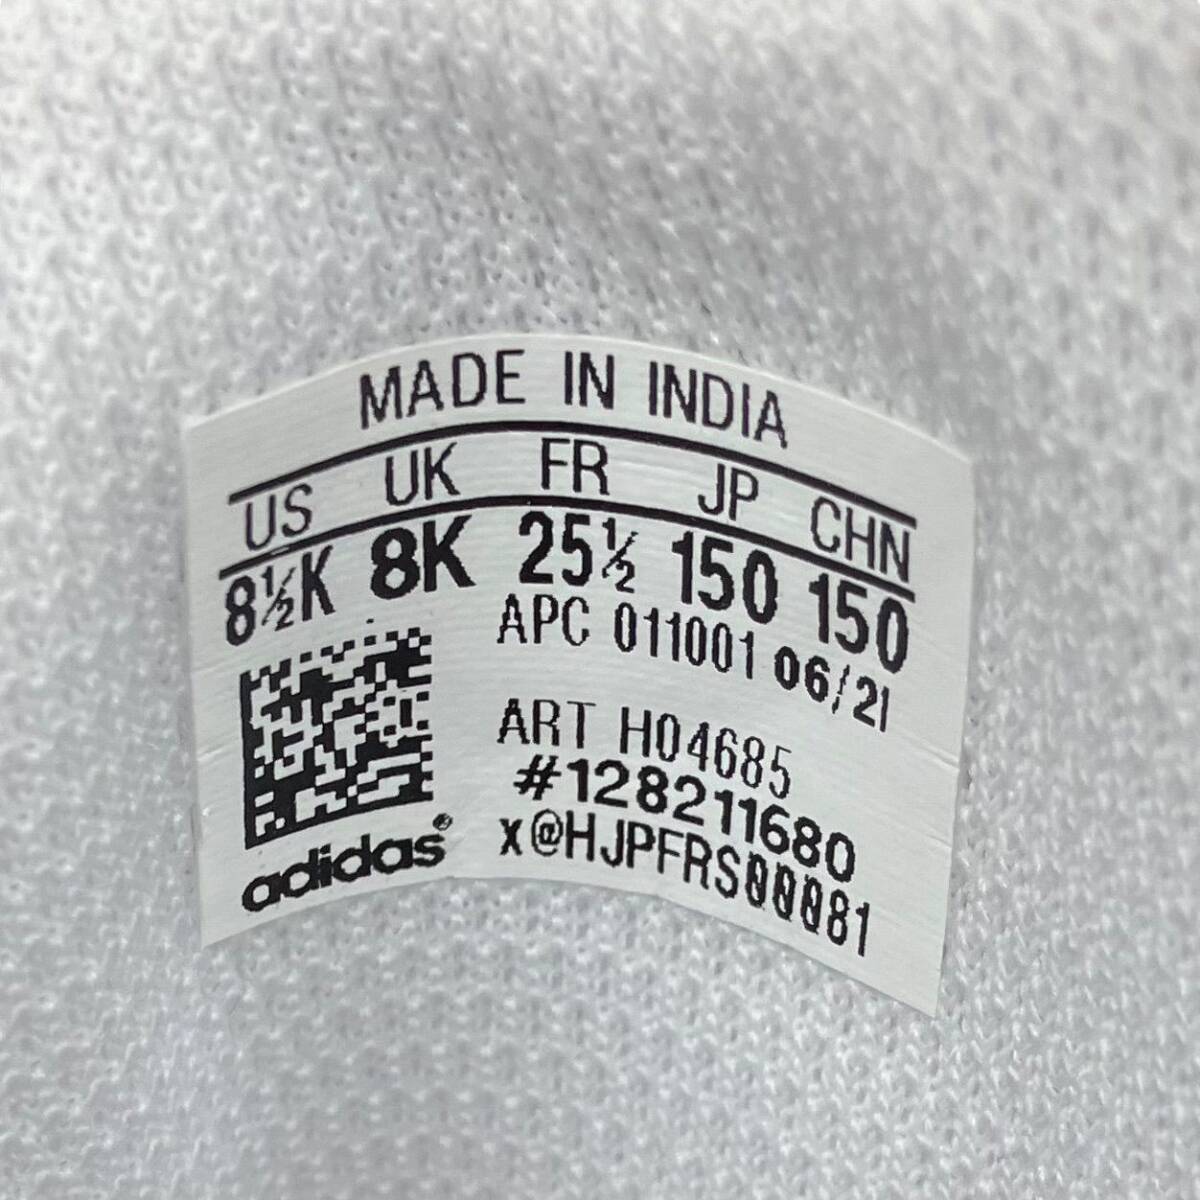 MADE IN INDIA
US UK FR JP CHN
8½K 8K 25½ 150 150
APC 011001 06/21
ART H04685
#128211680
x@HJPFRS00081
adidas®